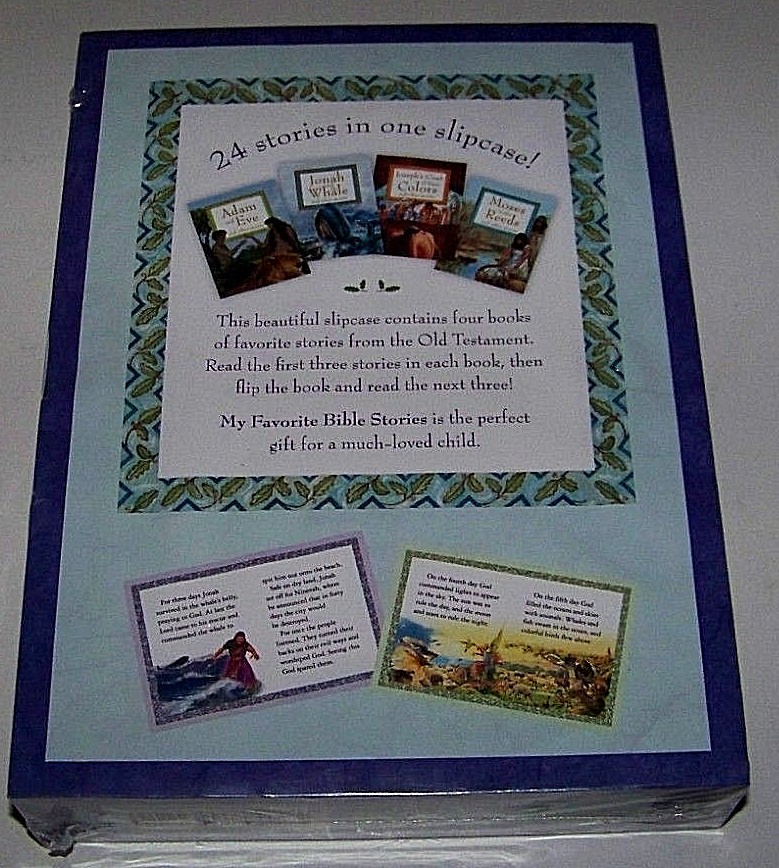 24 stories in one slipcase!
Adam
and
Eve
Jonah
Whale
Joseph's Coat
Colors
Moses
Reeds
This beautiful slipcase contains four books
of favorite stories from the Old Testament.
Read the first three stories in each book, then
flip the book and read the next three!
My Favorite Bible Stories is the perfect
gift for a much-loved child.
For three days Jonah
survived in the whale's belly,
praying to God. At last the
Lord came to his rescue and
commanded the whale to
spit him out onto the beach.
Safe on dry land, Jonah
set off for Nineveh, where
he announced that in forty
days the city would
be destroyed.
For once the people
listened. They turned their
backs on their evil ways and
worshiped God. Seeing this
God spared them.
On the fourth day God
commanded lights to appear
in the sky. The sun was to
rule the day, and the moon
and stars to rule the night.
On the fifth day God
filled the oceans and skies
with animals. Whales and
fish swam in the ocean, and
colorful birds flew above.